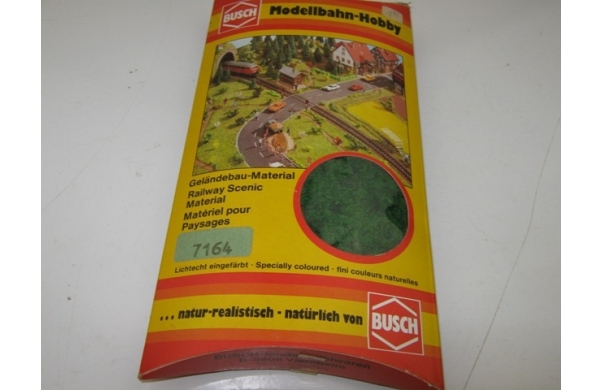 BUSCH Modellbahn-Hobby
Geländebau-Material
Railway Scenic
Material
Matériel pour
Paysages
7164
Lichtecht eingefärbt · Specially coloured · fini couleurs naturelles
... natur-realistisch - natürlich von BUSCH